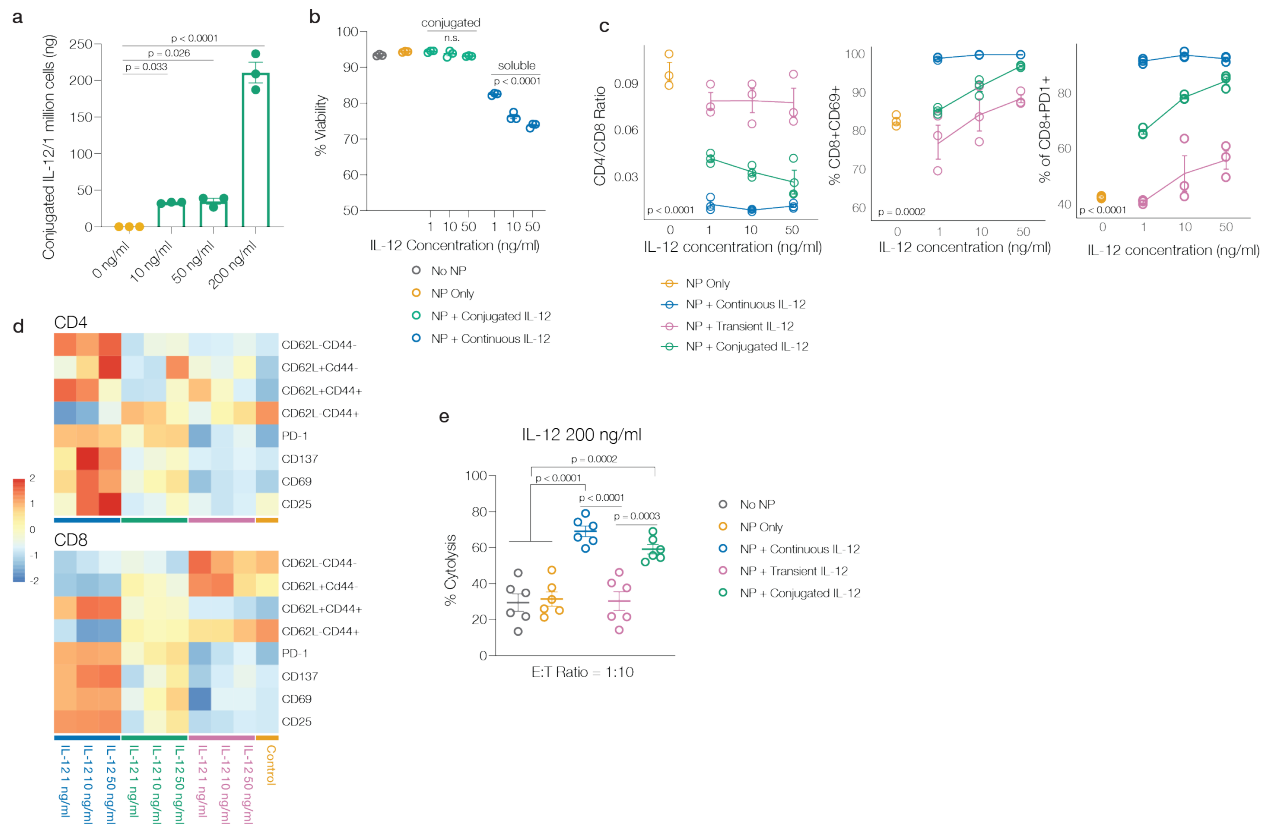 a
Conjugated IL-12/1 million cells (ng)
250
200
150
100
50
0
p < 0.0001
p = 0.026
p = 0.033
0 ng/ml
10 ng/ml
50 ng/ml
200 ng/ml
b
% Viability
100
90
80
70
60
50
conjugated
n.s.
soluble
p < 0.0001
1 10 50 1 10 50
IL-12 Concentration (ng/ml)
No NP
NP Only
NP + Conjugated IL-12
NP + Continuous IL-12
c
CD4/CD8 Ratio
0.09
0.06
0.03
p < 0.0001
0 1 10 50
IL-12 concentration (ng/ml)
% CD8+CD69+
100
90
80
70
60
p = 0.0002
0 1 10 50
IL-12 concentration (ng/ml)
% of CD8+PD1+
80
60
40
p < 0.0001
0 1 10 50
IL-12 concentration (ng/ml)
NP Only
NP + Continuous IL-12
NP + Transient IL-12
NP + Conjugated IL-12
d
CD4
CD62L-CD44-
CD62L+Cd44-
CD62L+CD44+
CD62L-CD44+
PD-1
CD137
CD69
CD25
2
1
0
-1
-2
CD8
CD62L-CD44-
CD62L+Cd44-
CD62L+CD44+
CD62L-CD44+
PD-1
CD137
CD69
CD25
IL-12 1 ng/ml
IL-12 10 ng/ml
IL-12 50 ng/ml
IL-12 1 ng/ml
IL-12 10 ng/ml
IL-12 50 ng/ml
IL-12 1 ng/ml
IL-12 10 ng/ml
IL-12 50 ng/ml
Control
e
IL-12 200 ng/ml
% Cytolysis
100
80
60
40
20
0
p = 0.0002
p < 0.0001
p < 0.0001
p = 0.0003
E:T Ratio = 1:10
No NP
NP Only
NP + Continuous IL-12
NP + Transient IL-12
NP + Conjugated IL-12